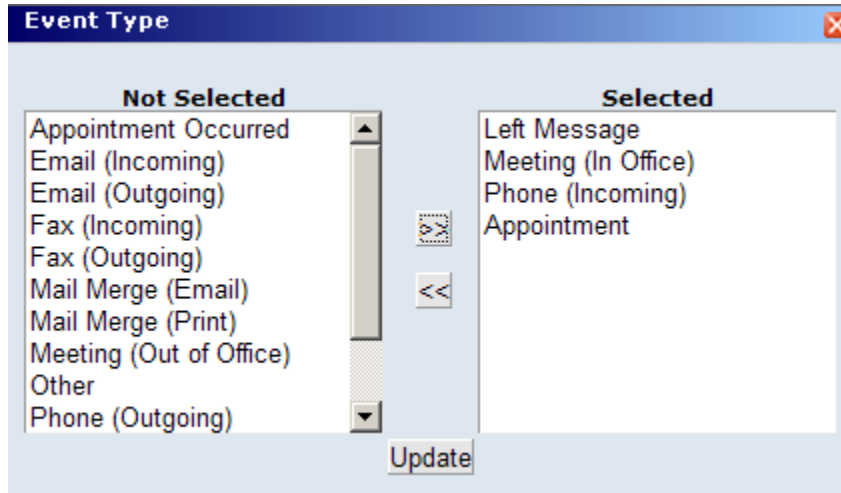 Event Type
Not Selected
Appointment Occurred
Email (Incoming)
Email (Outgoing)
Fax (Incoming)
Fax (Outgoing)
Mail Merge (Email)
Mail Merge (Print)
Meeting (Out of Office)
Other
Phone (Outgoing)
>>
<<
Selected
Left Message
Meeting (In Office)
Phone (Incoming)
Appointment
Update